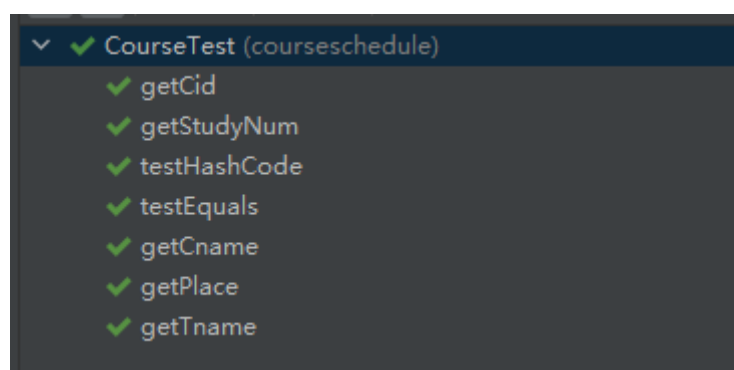 CourseTest (courseschedule)
getCid
getStudyNum
testHashCode
testEquals
getCname
getPlace
getTname